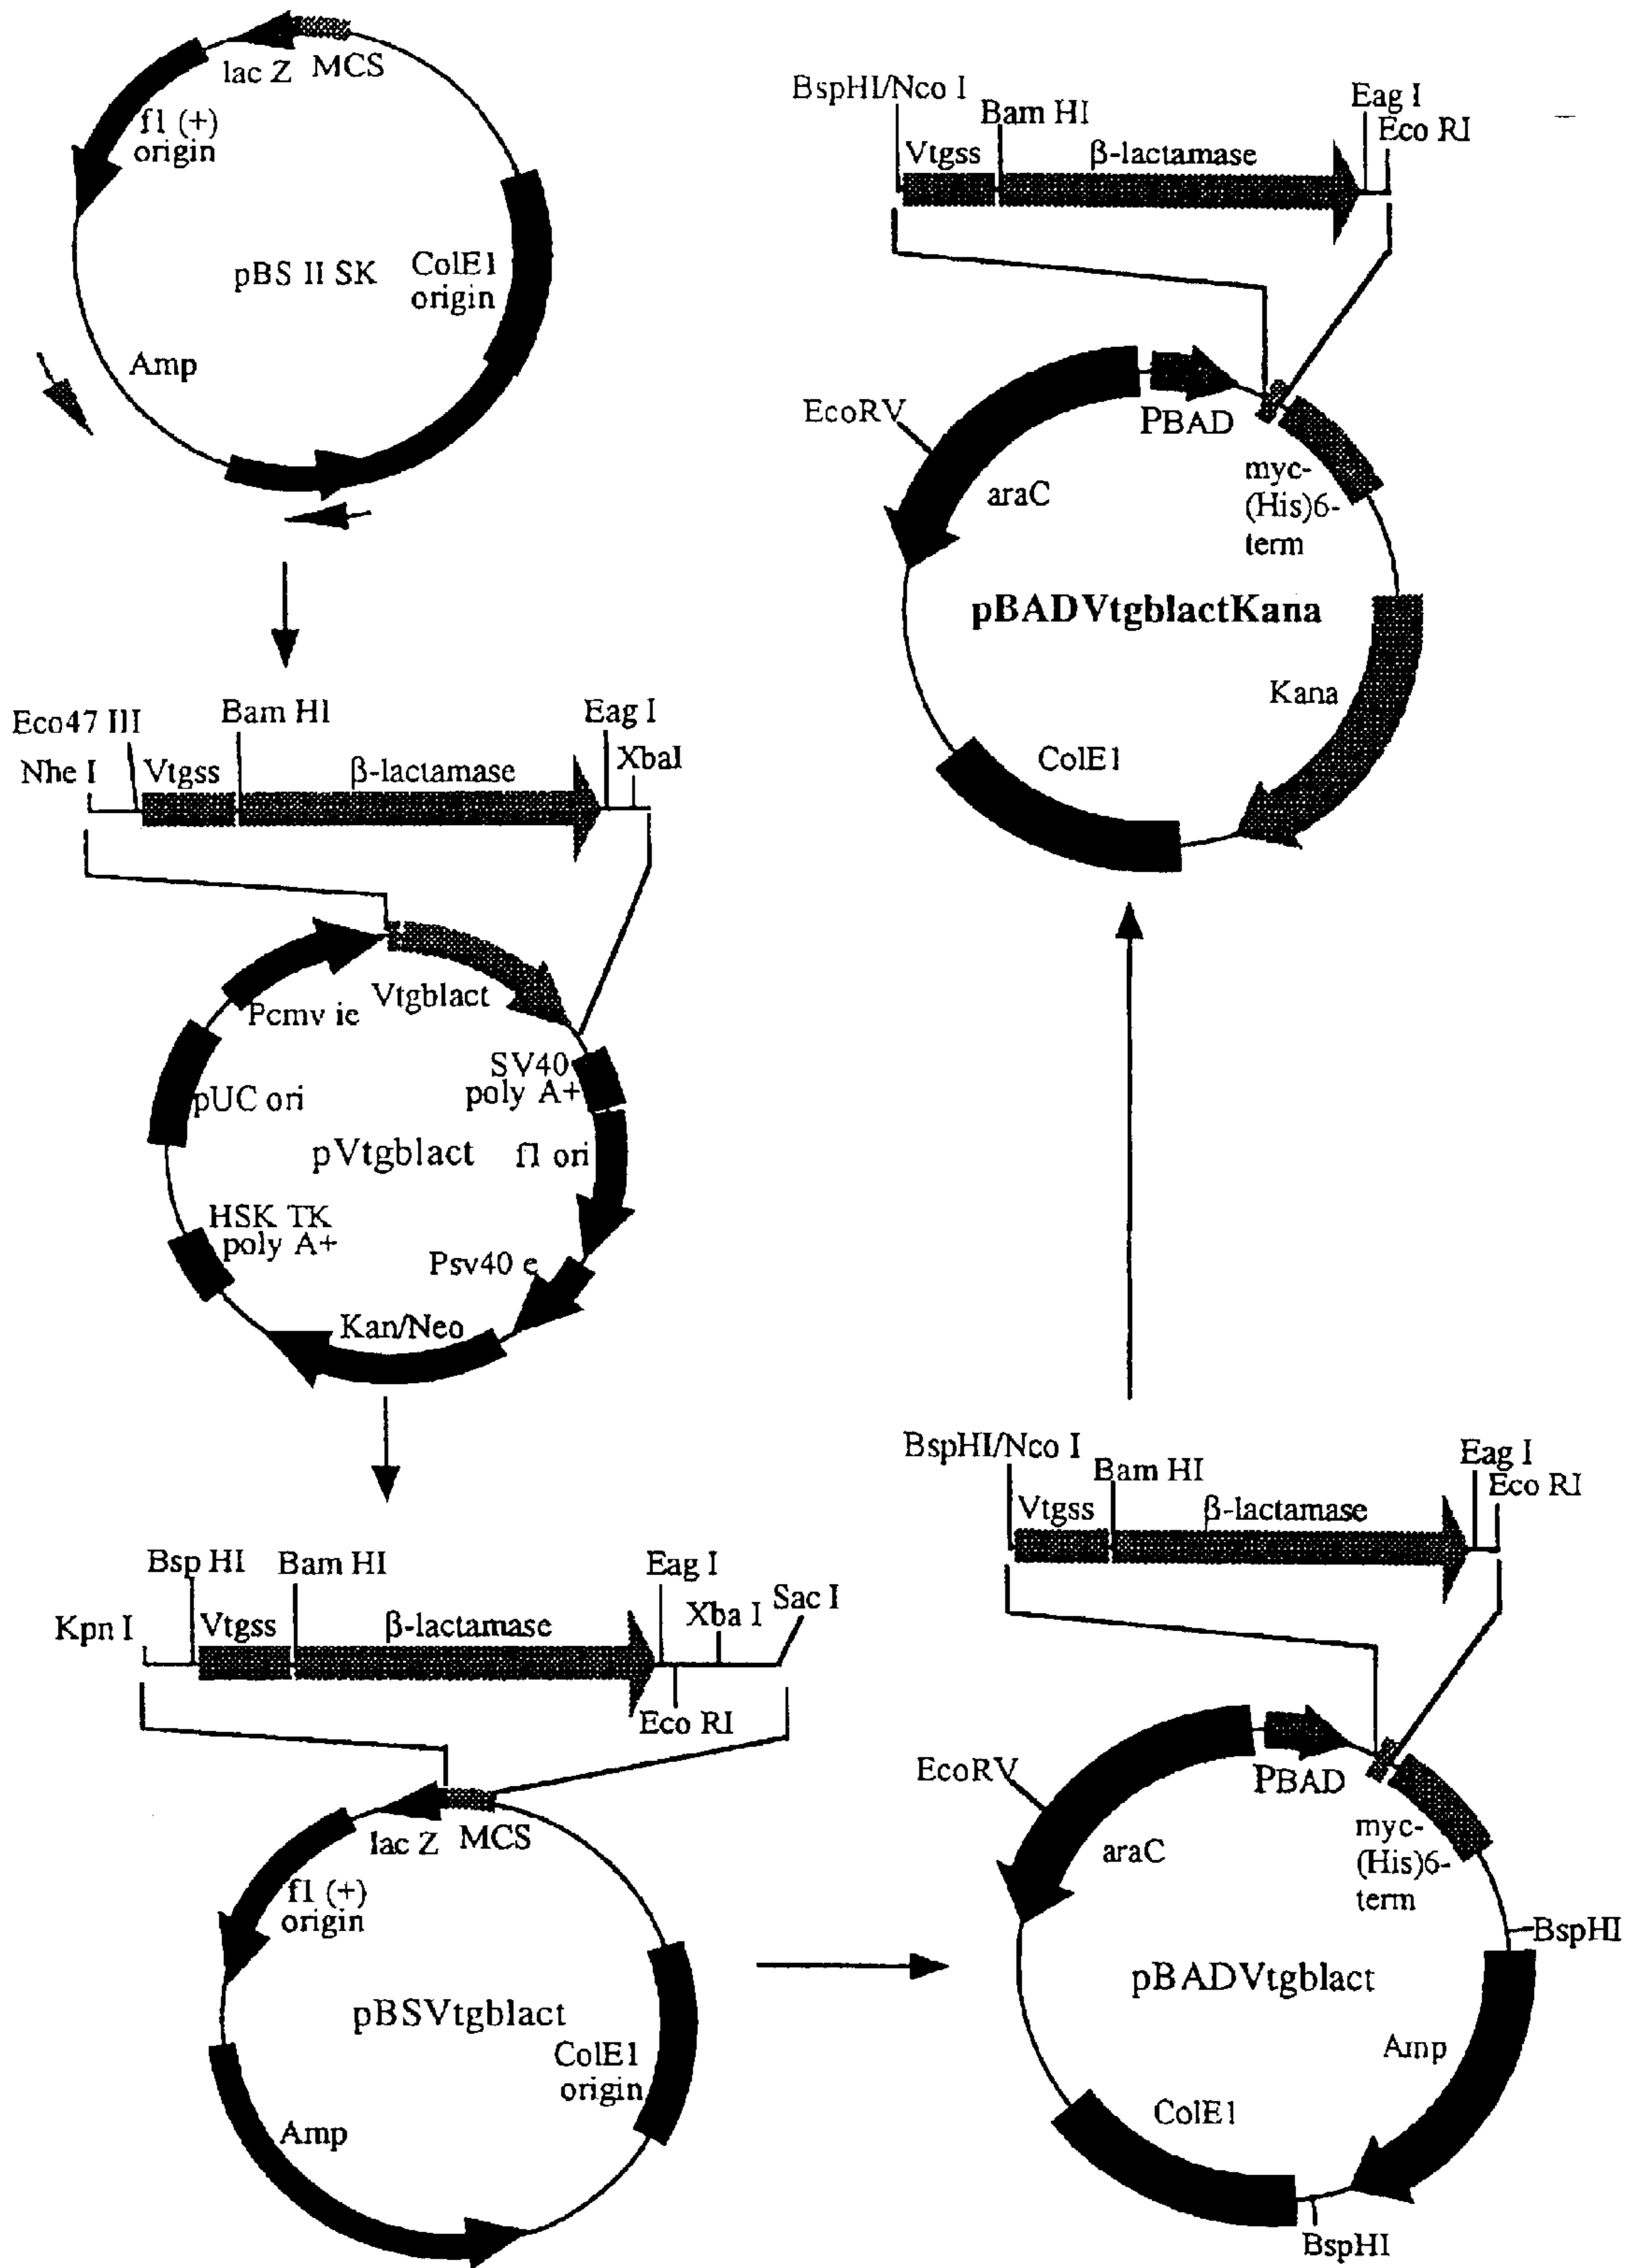 lac Z MCS
f1 (+)
origin
pBS II SK
ColE1
origin
Amp
Eco47 III
Nhe I
Vtgss
Bam HI
β-lactamase
Eag I
XbaI
Pcmv ie
Vtgblact
SV40
poly A+
pUC ori
pVtgblact
f1 ori
HSK TK
poly A+
Psv40 e
Kan/Neo
Kpn I
Bsp HI
Vtgss
Bam HI
β-lactamase
Eag I
Eco RI
Xba I
Sac I
lac Z MCS
f1 (+)
origin
pBSVtgblact
ColE1
origin
Amp
BspHI/Nco I
Vtgss
Bam HI
β-lactamase
Eag I
Eco RI
EcoRV
PBAD
araC
myc-
(His)6-
term
pBADVtgblactKana
Kana
ColE1
BspHI/Nco I
Vtgss
Bam HI
β-lactamase
Eag I
Eco RI
EcoRV
PBAD
araC
myc-
(His)6-
term
BspHI
pBADVtgblact
Amp
ColE1
BspHI